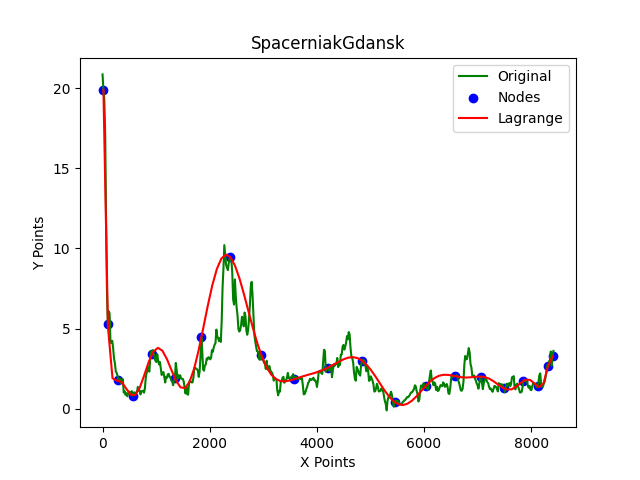 SpacerniakGdansk
Original
Nodes
Lagrange
Y Points
20
15
10
5
0
0
2000
4000
6000
8000
X Points